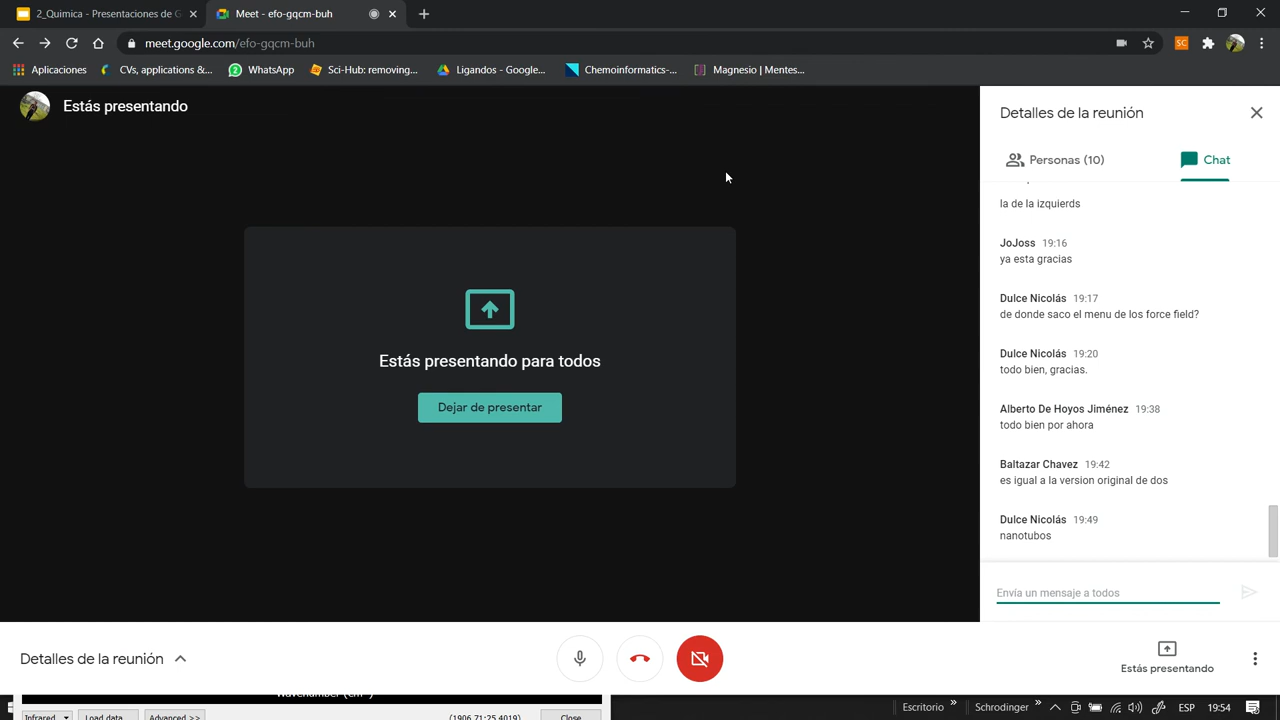 2_Quimica - Presentaciones de G
Meet - efo-gqcm-buh
meet.google.com/efo-gqcm-buh
Aplicaciones
CVs, applications &...
WhatsApp
Sci-Hub: removing...
Ligandos - Google...
Chemoinformatics-...
Magnesio | Mentes...
Estás presentando
Detalles de la reunión
Personas (10)
Chat
la de la izquierds
JoJoss 19:16
ya esta gracias
Dulce Nicolás 19:17
de donde saco el menu de los force field?
Dulce Nicolás 19:20
todo bien, gracias.
Alberto De Hoyos Jiménez 19:38
todo bien por ahora
Baltazar Chavez 19:42
es igual a la version original de dos
Dulce Nicolás 19:49
nanotubos
Envía un mensaje a todos
Estás presentando para todos
Dejar de presentar
Detalles de la reunión
Estás presentando
Infrared
Load data...
Advanced >>
(1906.71;25.4019)
Close
Escritorio
Schrodinger
ESP
19:54